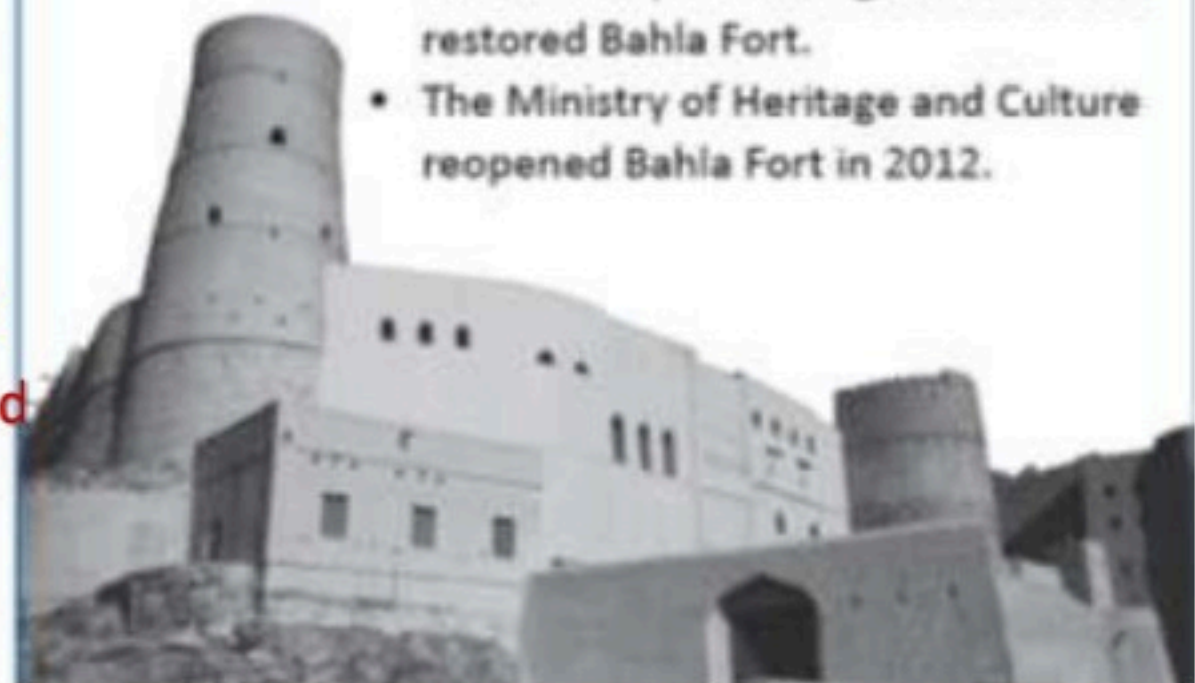 restored Bahla Fort.
• The Ministry of Heritage and Culture
reopened Bahla Fort in 2012.
d